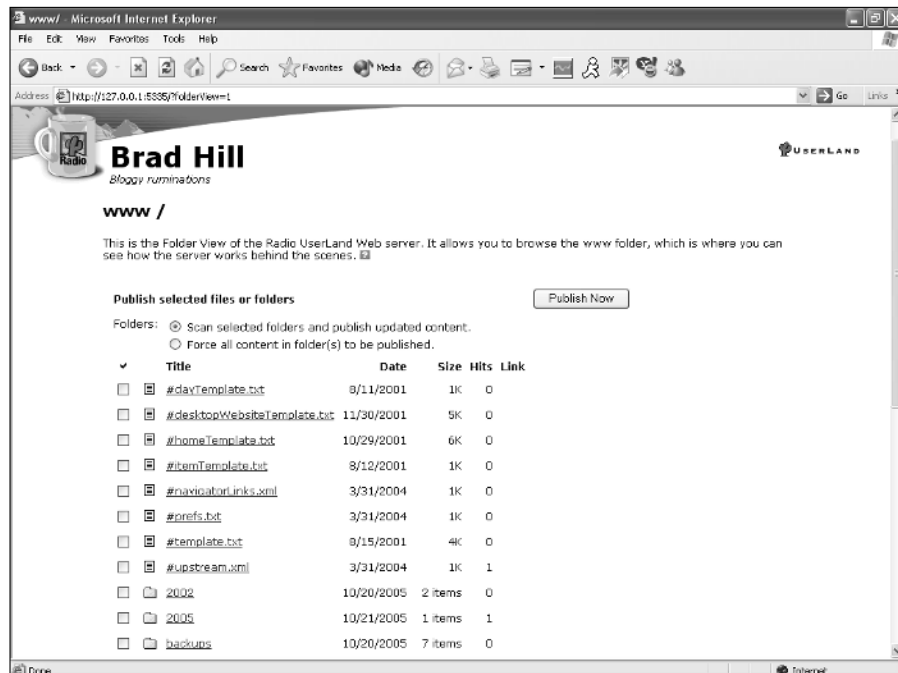 www/ - Microsoft Internet Explorer
File Edit View Favorites Tools Help
Back Search Favorites Media
Address http://127.0.0.1:5335/?folderView=1 Go Links
Radio
Brad Hill
Bloggy ruminations
USERLAND
www /
This is the Folder View of the Radio UserLand Web server. It allows you to browse the www folder, which is where you can
see how the server works behind the scenes. ?
Publish selected files or folders Publish Now
Folders: Scan selected folders and publish updated content.
Force all content in folder(s) to be published.
Title Date Size Hits Link
#dayTemplate.txt 8/11/2001 1K 0
#desktopWebsiteTemplate.txt 11/30/2001 5K 0
#homeTemplate.txt 10/29/2001 6K 0
#itemTemplate.txt 8/12/2001 1K 0
#navigatorLinks.xml 3/31/2004 1K 0
#prefs.txt 3/31/2004 1K 0
#template.txt 8/15/2001 4K 0
#upstream.xml 3/31/2004 1K 1
2002 10/20/2005 2 items 0
2005 10/21/2005 1 items 1
backups 10/20/2005 7 items 0
Done Internet